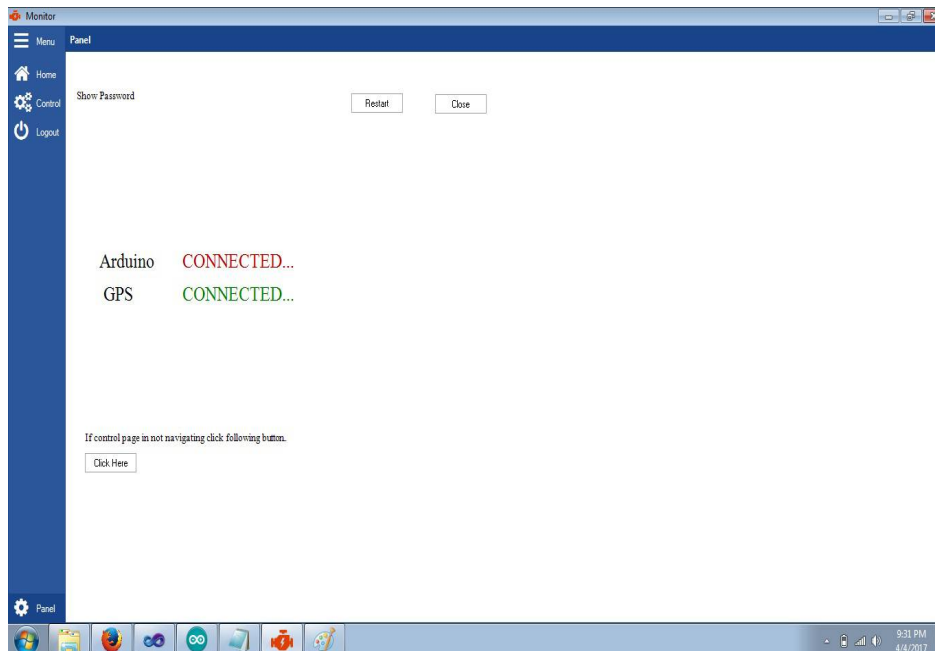 Monitor
Menu
Panel
Home
Show Password
Restart
Close
Control
Logout
Arduino CONNECTED...
GPS CONNECTED...
If control page in not navigating click following button.
Click Here
Panel
9:31 PM
4/4/2017